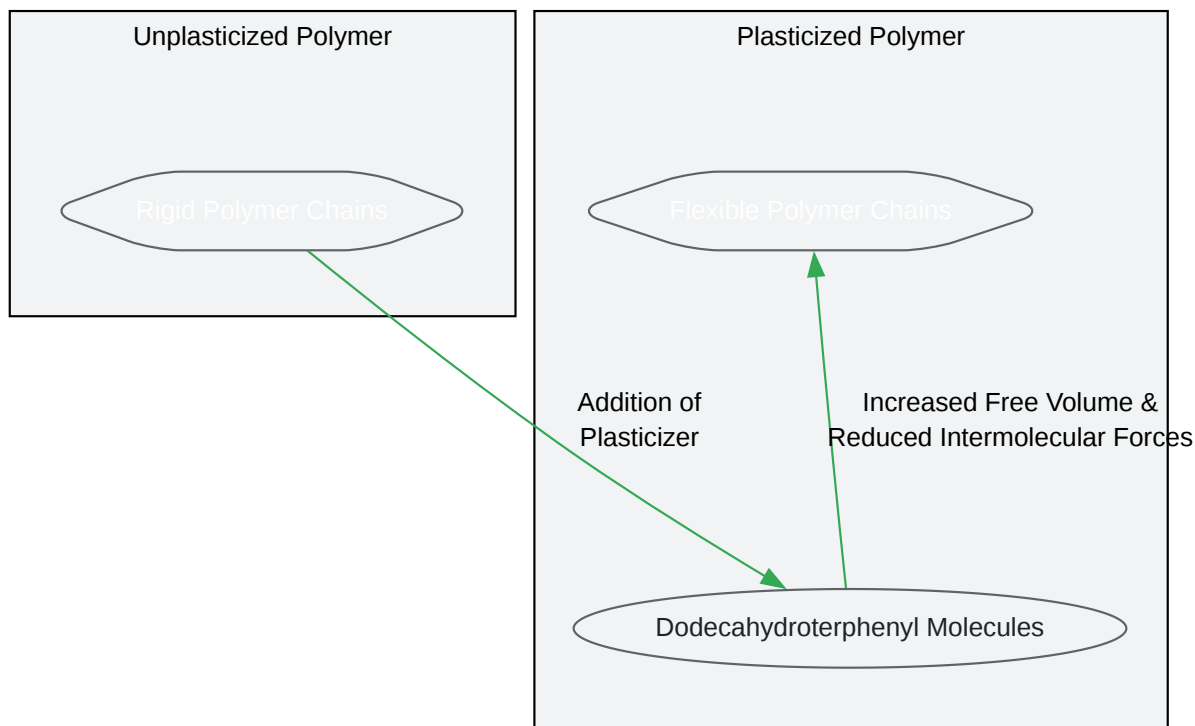 Unplasticized Polymer
Plasticized Polymer
Rigid Polymer Chains
Flexible Polymer Chains
Addition of
Plasticizer
Increased Free Volume &
Reduced Intermolecular Forces
Dodecahydroterphenyl Molecules